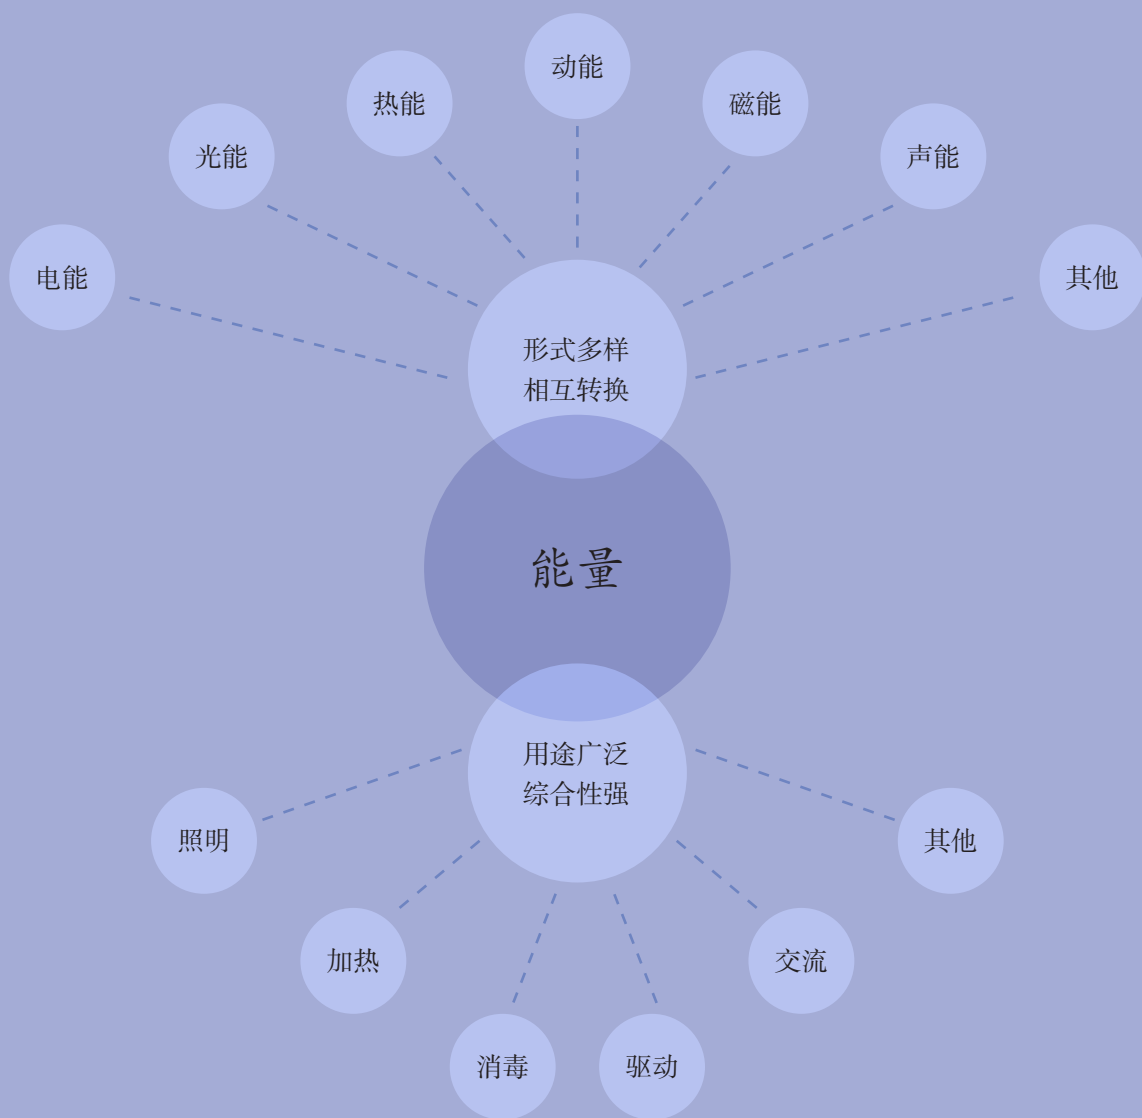 动能
热能
磁能
光能
声能
电能
其他
形式多样
相互转换
能量
用途广泛
综合性强
照明
其他
加热
交流
消毒
驱动